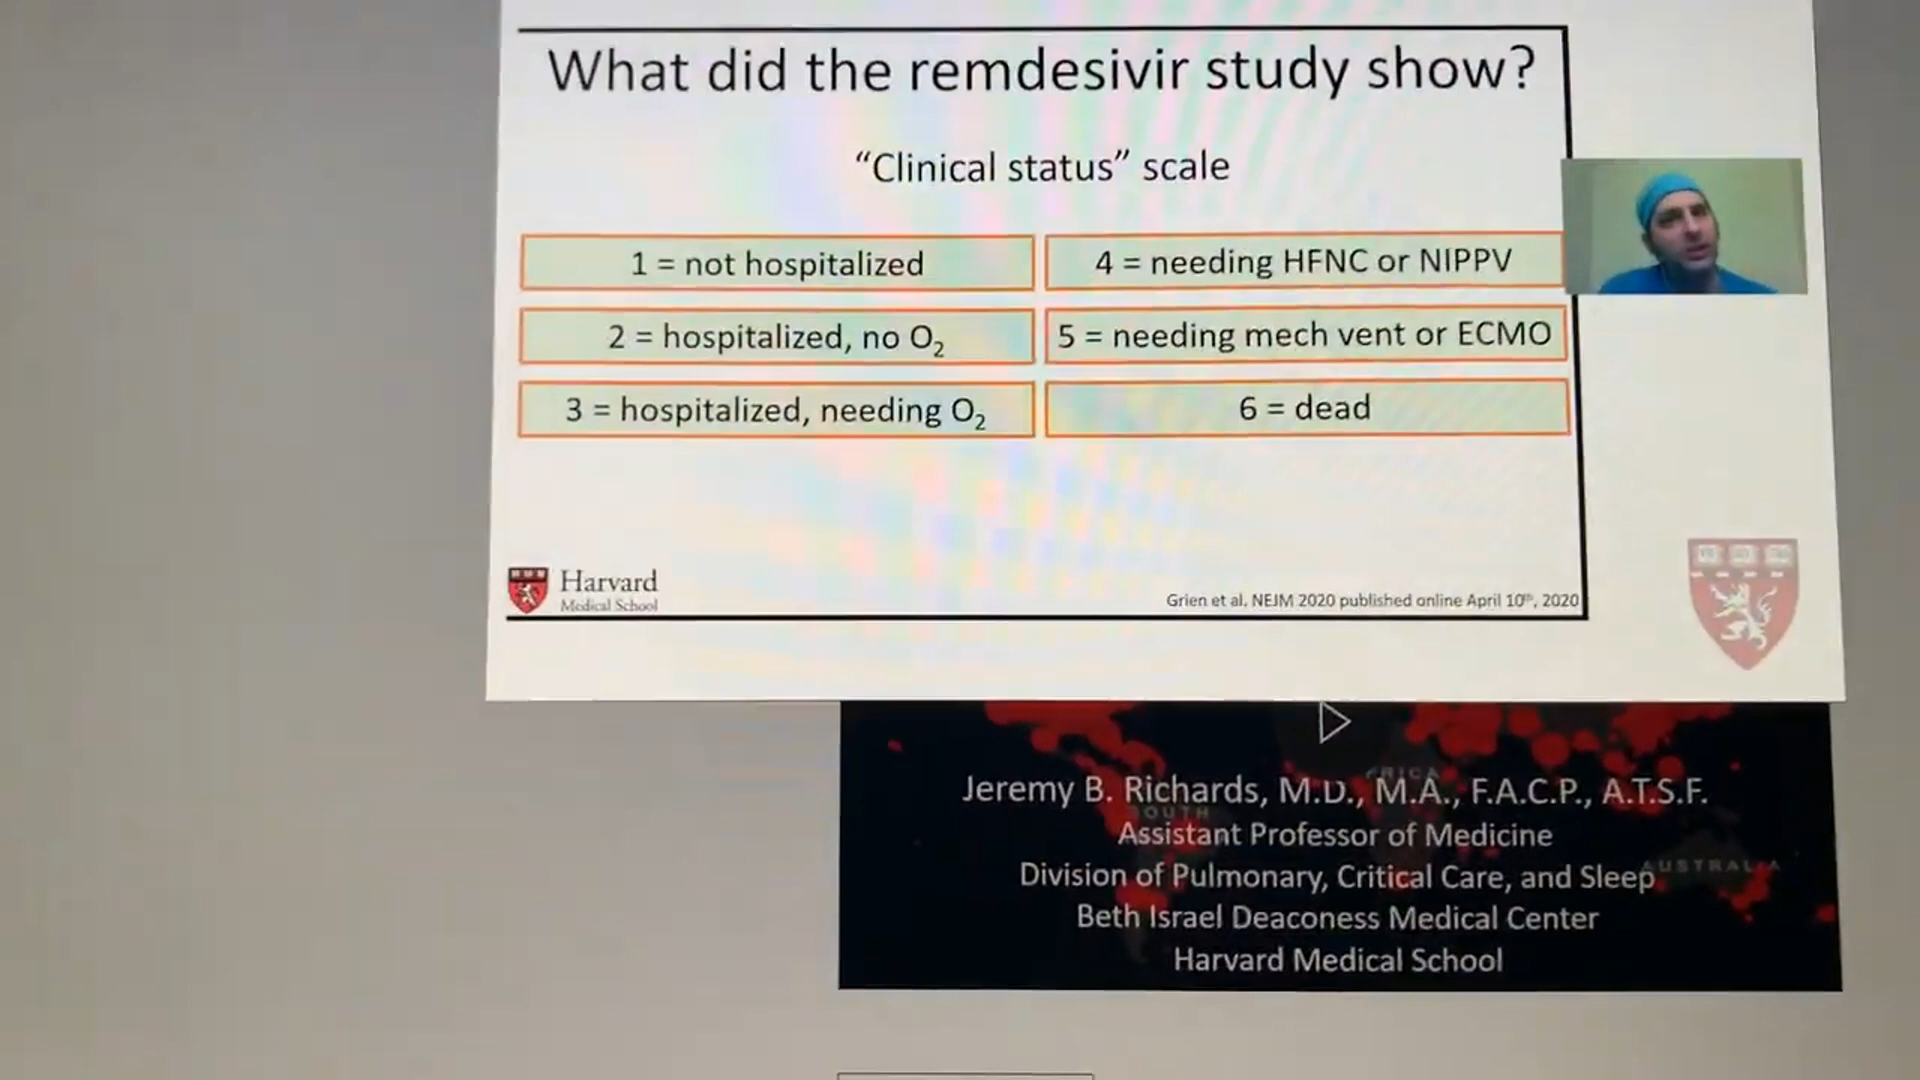 What did the remdesivir study show?
“Clinical status” scale
1 = not hospitalized
2 = hospitalized, no O₂
3 = hospitalized, needing O₂
4 = needing HFNC or NIPPV
5 = needing mech vent or ECMO
6 = dead
Harvard
Medical School
Grien et al, NEJM 2020 published online April 10th, 2020
Jeremy B. Richards, M.D., M.A., F.A.C.P., A.T.S.F.
Assistant Professor of Medicine
Division of Pulmonary, Critical Care, and Sleep
Beth Israel Deaconess Medical Center
Harvard Medical School
SOUTH
AFRICA
AUSTRALIA